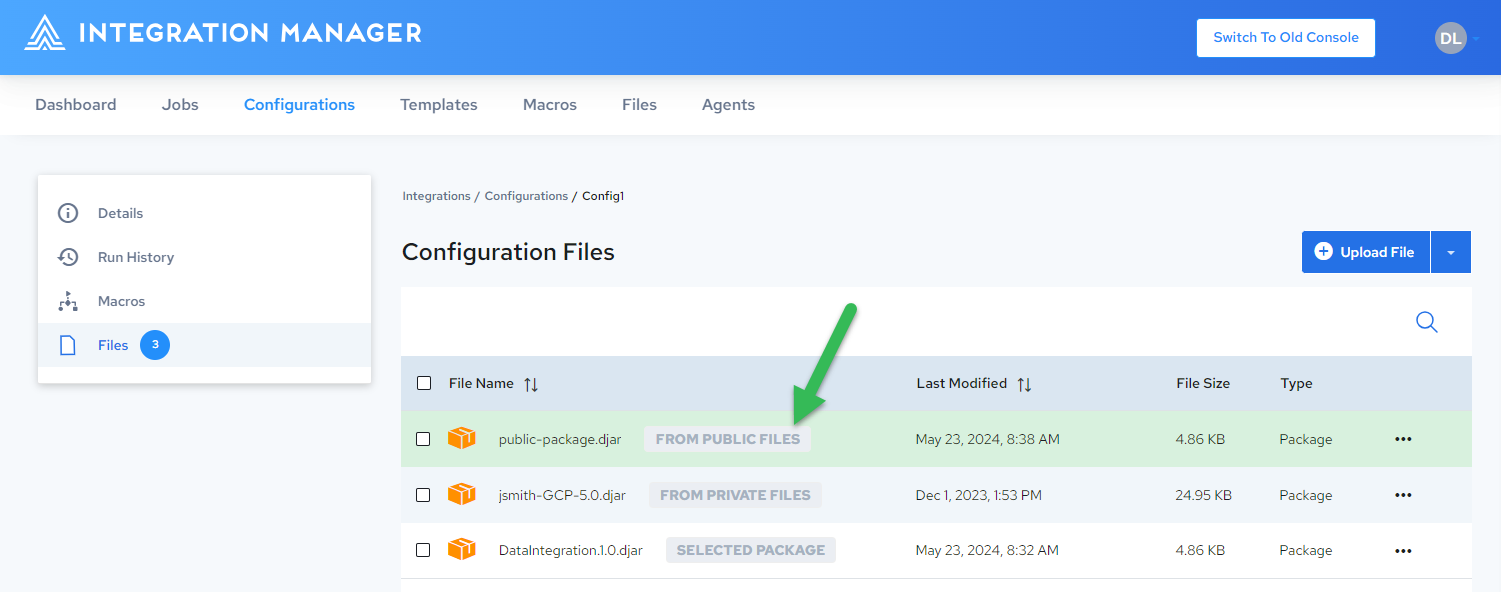 INTEGRATION MANAGER
Switch To Old Console
DL
Dashboard Jobs Configurations Templates Macros Files Agents
Details
Run History
Macros
Files 3
Integrations / Configurations / Config1
Configuration Files
Upload File
File Name Last Modified File Size Type
public-package.djar FROM PUBLIC FILES May 23, 2024, 8:38 AM 4.86 KB Package
jsmith-GCP-5.0.djar FROM PRIVATE FILES Dec 1, 2023, 1:53 PM 24.95 KB Package
DataIntegration.1.0.djar SELECTED PACKAGE May 23, 2024, 8:32 AM 4.86 KB Package